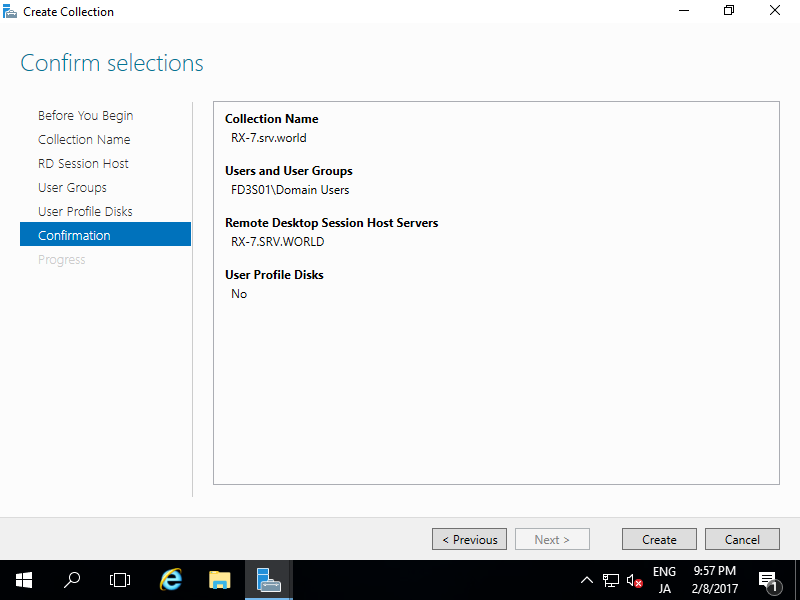 Create Collection
Confirm selections
Before You Begin
Collection Name
RD Session Host
User Groups
User Profile Disks
Confirmation
Progress
Collection Name
RX-7.srv.world
Users and User Groups
FD3S01\Domain Users
Remote Desktop Session Host Servers
RX-7.SRV.WORLD
User Profile Disks
No
< Previous
Next >
Create
Cancel
ENG
JA
9:57 PM
2/8/2017
1